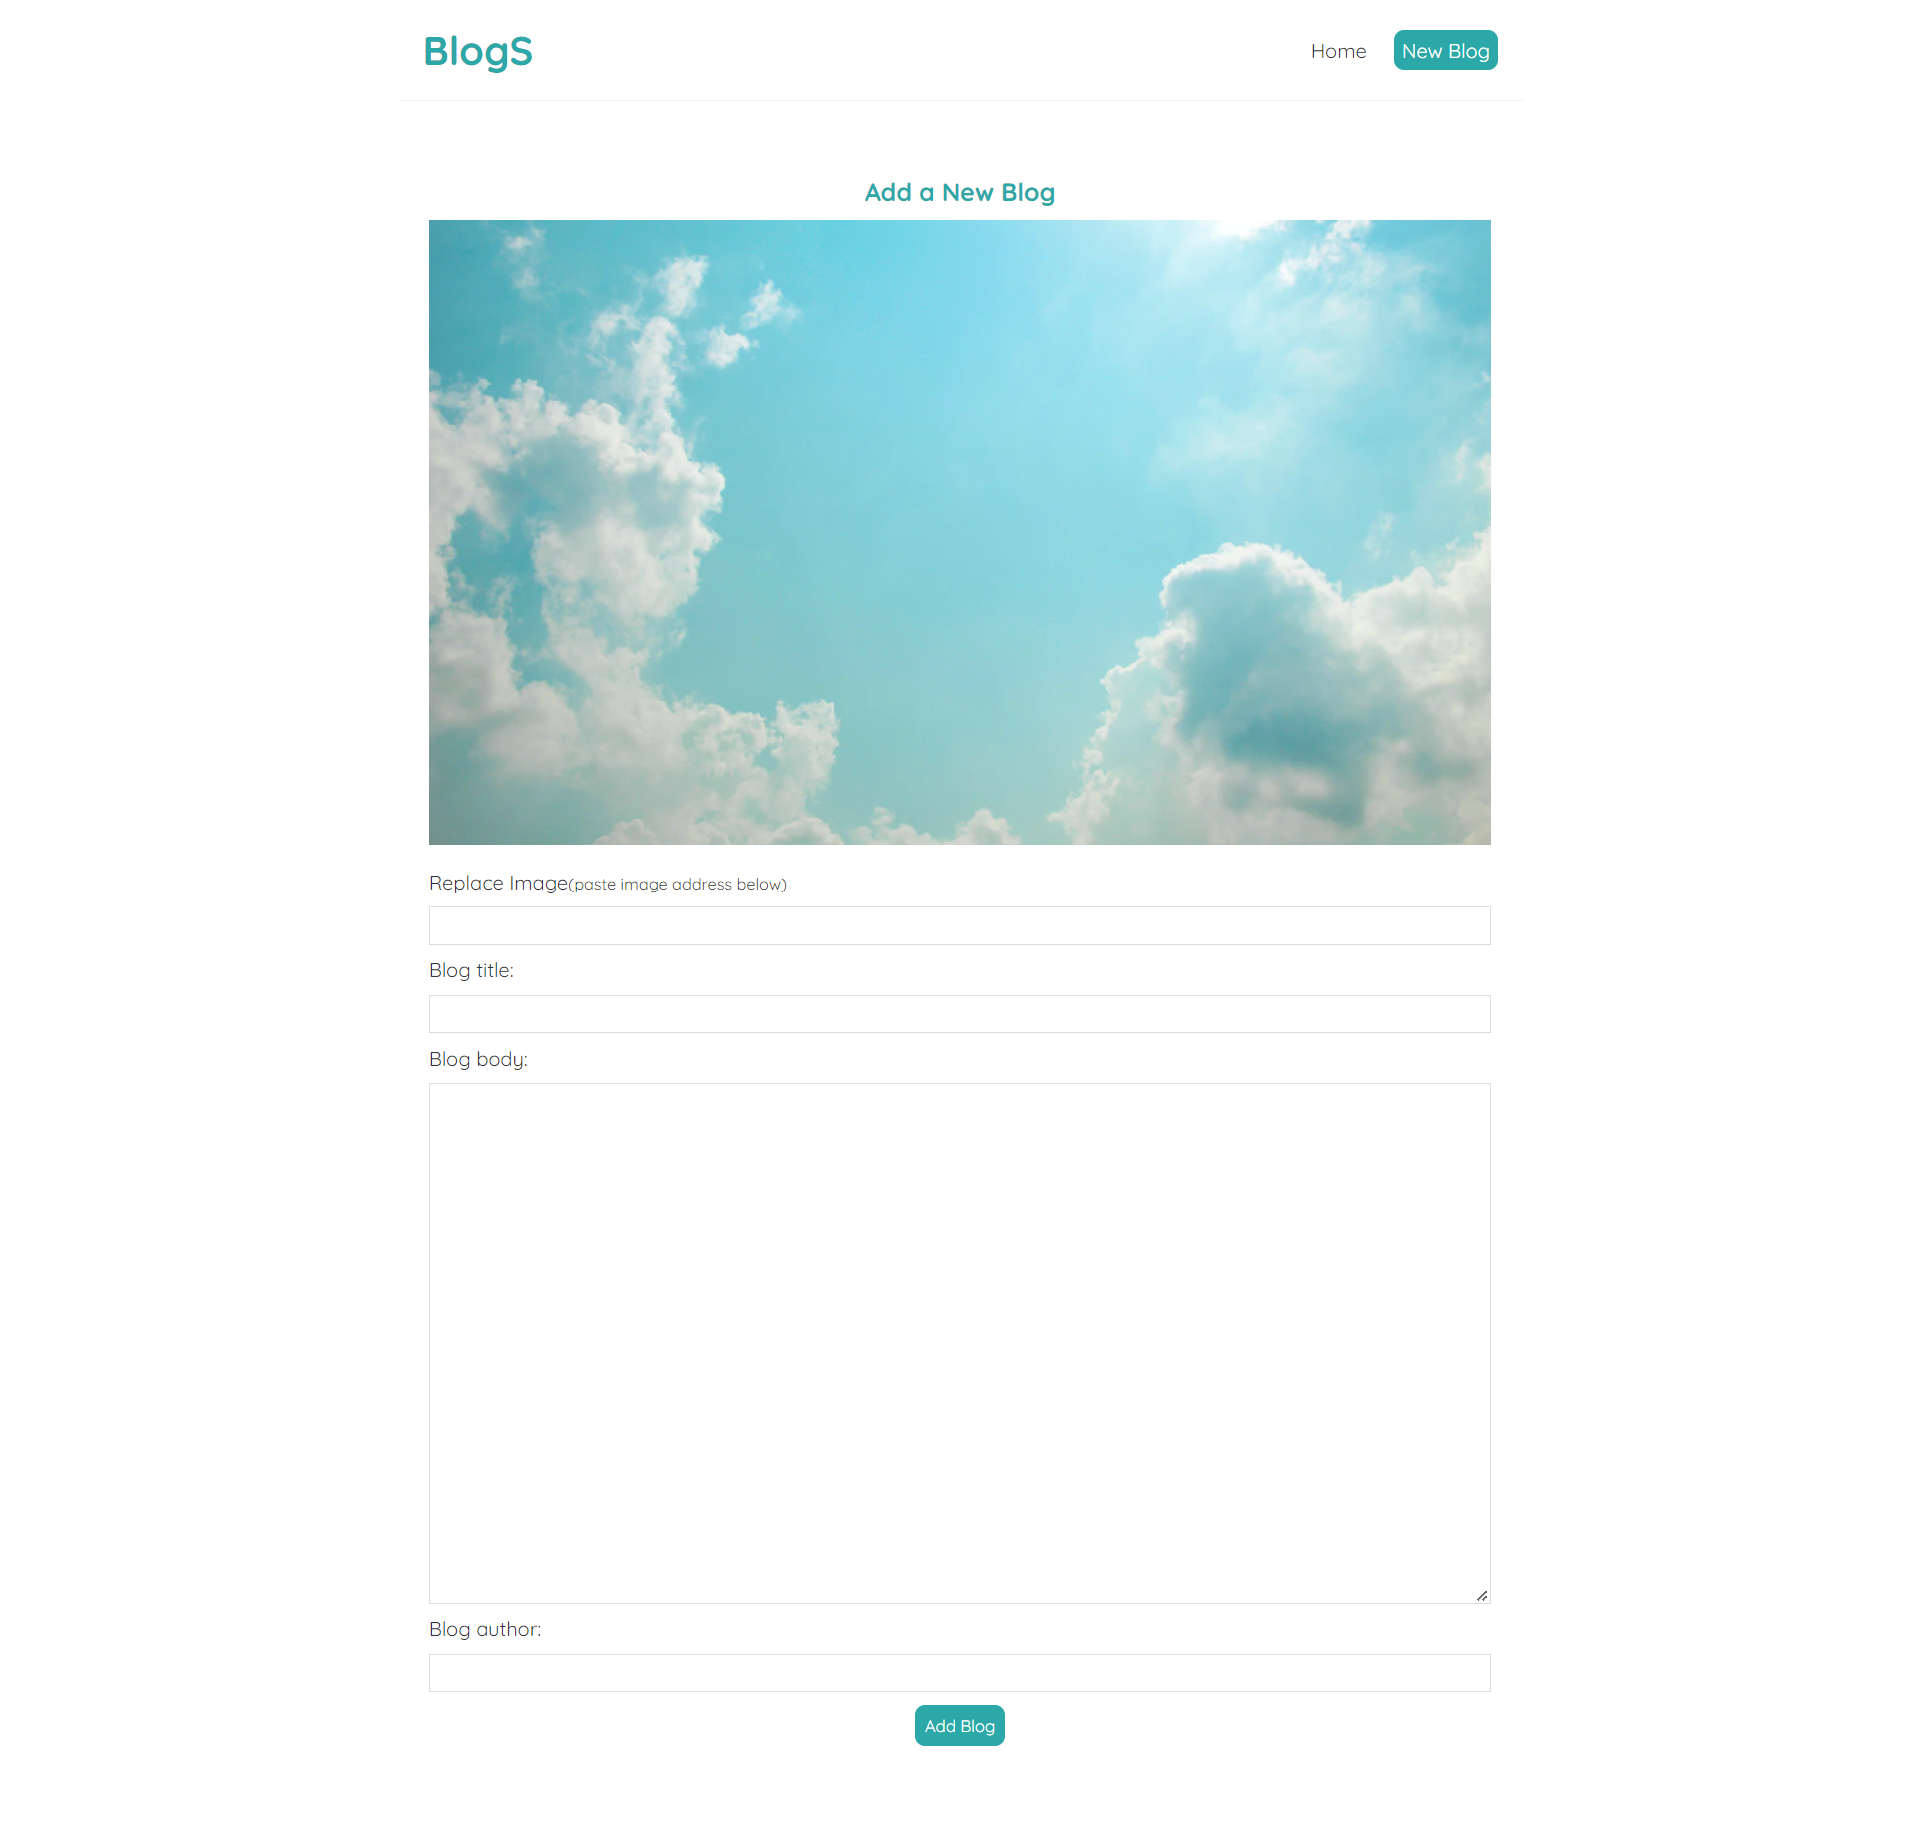 BlogS
Home
New Blog
Add a New Blog
Replace Image(paste image address below)
Blog title:
Blog body:
Blog author:
Add Blog